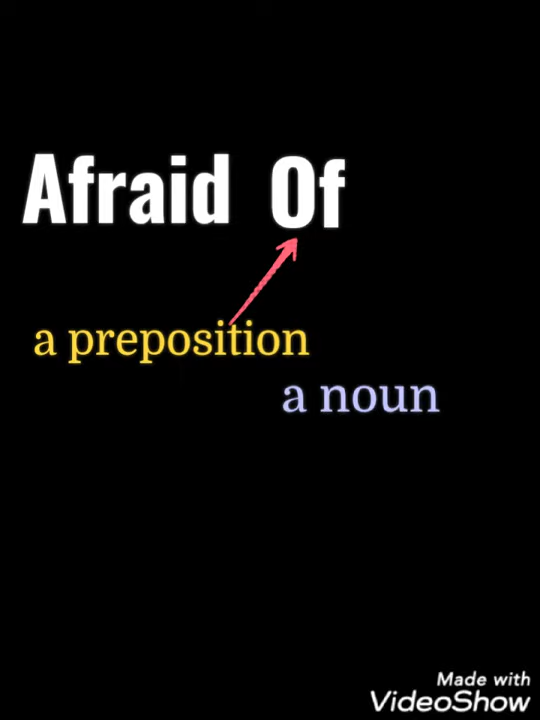 Afraid Of
a preposition
a noun
Made with
VideoShow